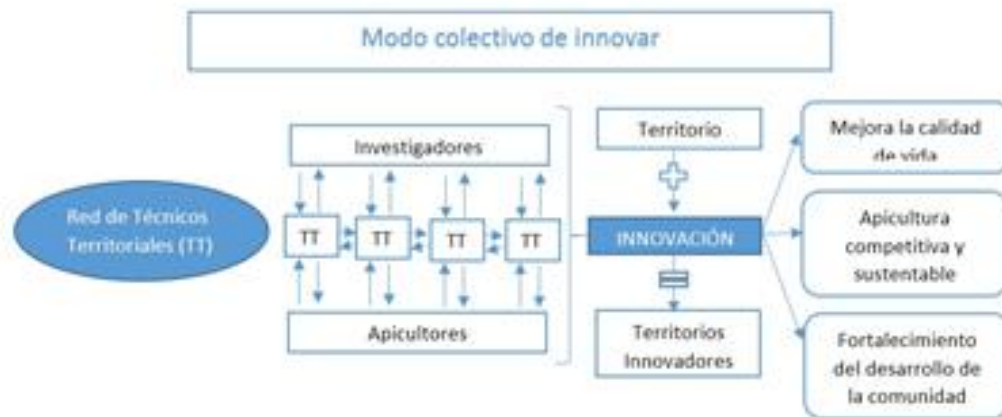 Modo colectivo de innovar
Red de Técnicos
Territoriales (TT)
Investigadores
TT
TT
TT
TT
Apicultores
Territorio
INNOVACIÓN
Territorios
Innovadores
Mejora la calidad
de vida
Apicultura
competitiva y
sustentable
Fortalecimiento
del desarrollo de
la comunidad